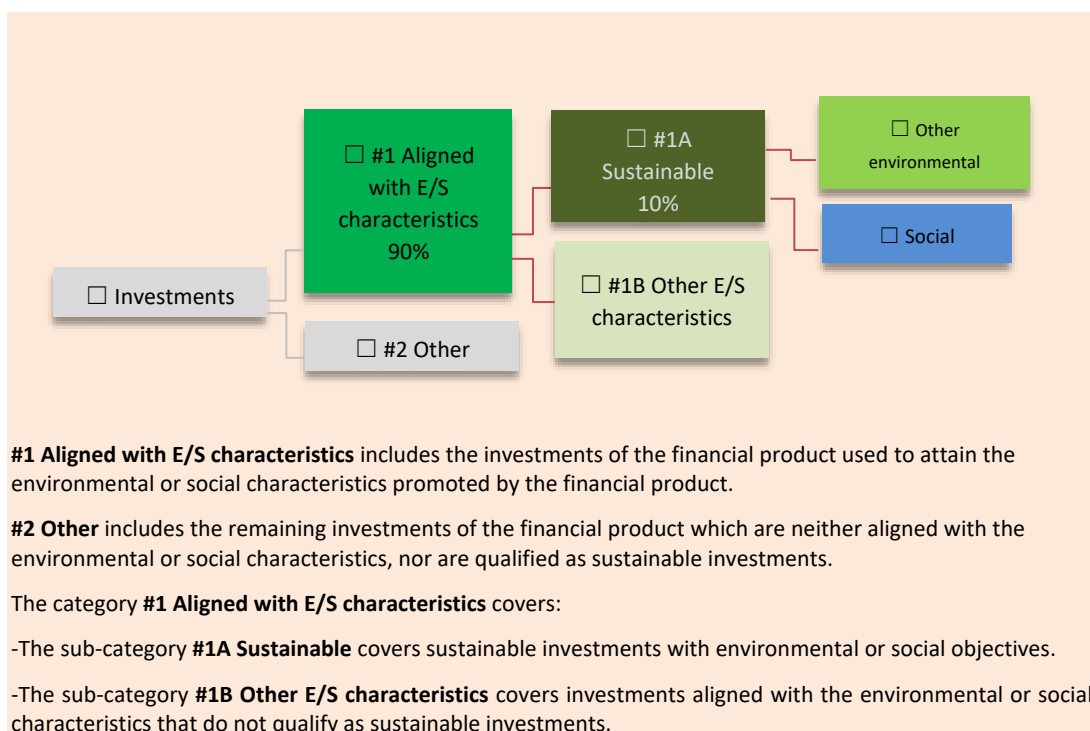 ☐ Investments
☐ #1 Aligned
with E/S
characteristics
90%
☐ #2 Other
☐ #1A
Sustainable
10%
☐ #1B Other E/S
characteristics
☐ Other
environmental
☐ Social
#1 Aligned with E/S characteristics includes the investments of the financial product used to attain the
environmental or social characteristics promoted by the financial product.
#2 Other includes the remaining investments of the financial product which are neither aligned with the
environmental or social characteristics, nor are qualified as sustainable investments.
The category #1 Aligned with E/S characteristics covers:
-The sub-category #1A Sustainable covers sustainable investments with environmental or social objectives.
-The sub-category #1B Other E/S characteristics covers investments aligned with the environmental or social
characteristics that do not qualify as sustainable investments.